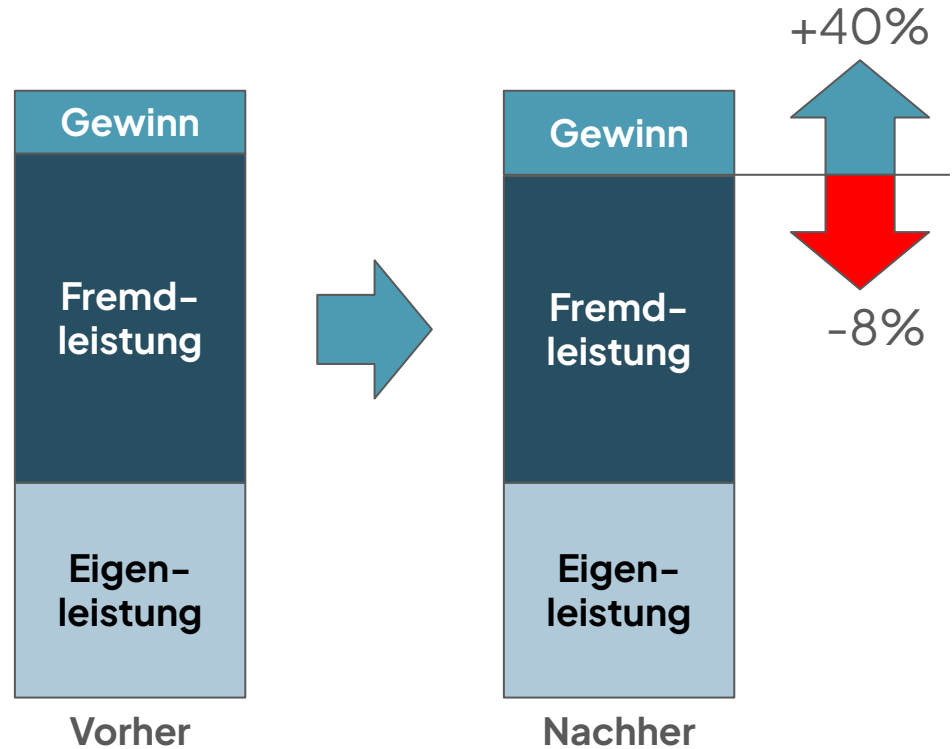 +40%
Gewinn
Gewinn
Fremd-
leistung
Fremd-
leistung
-8%
Eigen-
leistung
Eigen-
leistung
Vorher
Nachher